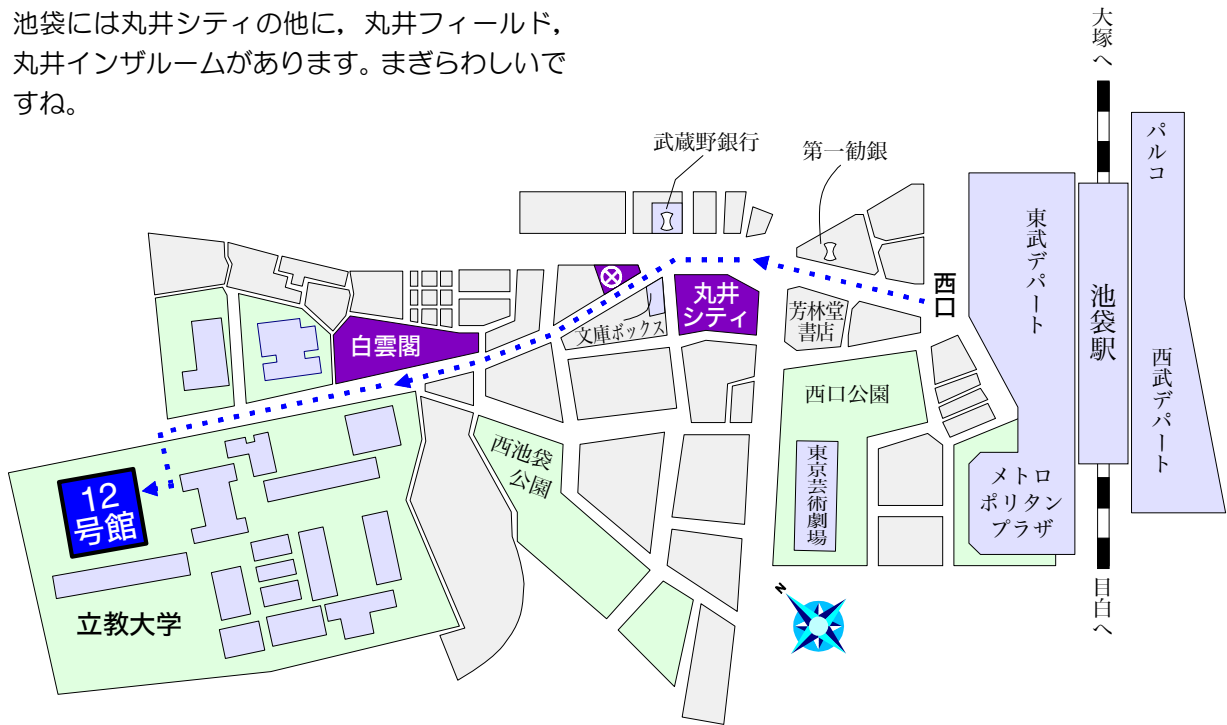 池袋には丸井シティの他に，丸井フィールド，
丸井インザルームがあります。まぎらわしいで
すね。
大塚へ
パルコ
武蔵野銀行
第一勧銀
東武デパート
池袋駅
西口
丸井
シティ
芳林堂
書店
文庫ボックス
白雲閣
西武デパート
西口公園
西池袋
公園
東京芸術劇場
メトロ
ポリタン
プラザ
12
号館
立教大学
N
目白へ